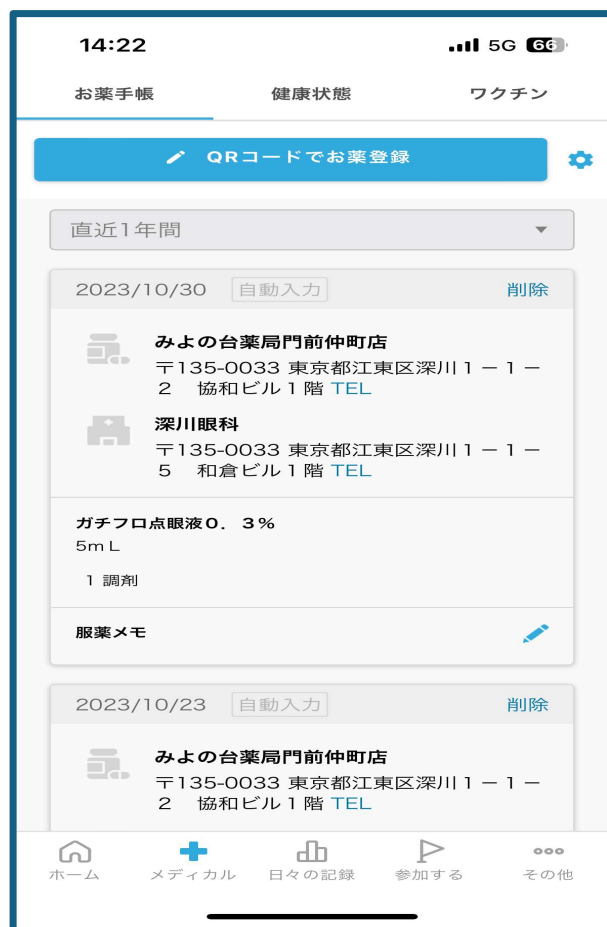 14:22
5G 66
お薬手帳 健康状態 ワクチン
QRコードでお薬登録
直近1年間
2023/10/30 自動入力 削除
みよの台薬局門前仲町店
〒135-0033 東京都江東区深川1－1－
2 協和ビル1階 TEL
深川眼科
〒135-0033 東京都江東区深川1－1－
5 和倉ビル1階 TEL
ガチフロ点眼液０．３％
5mL
1 調剤
服薬メモ
2023/10/23 自動入力 削除
みよの台薬局門前仲町店
〒135-0033 東京都江東区深川1－1－
2 協和ビル1階 TEL
ホーム メディカル 日々の記録 参加する その他